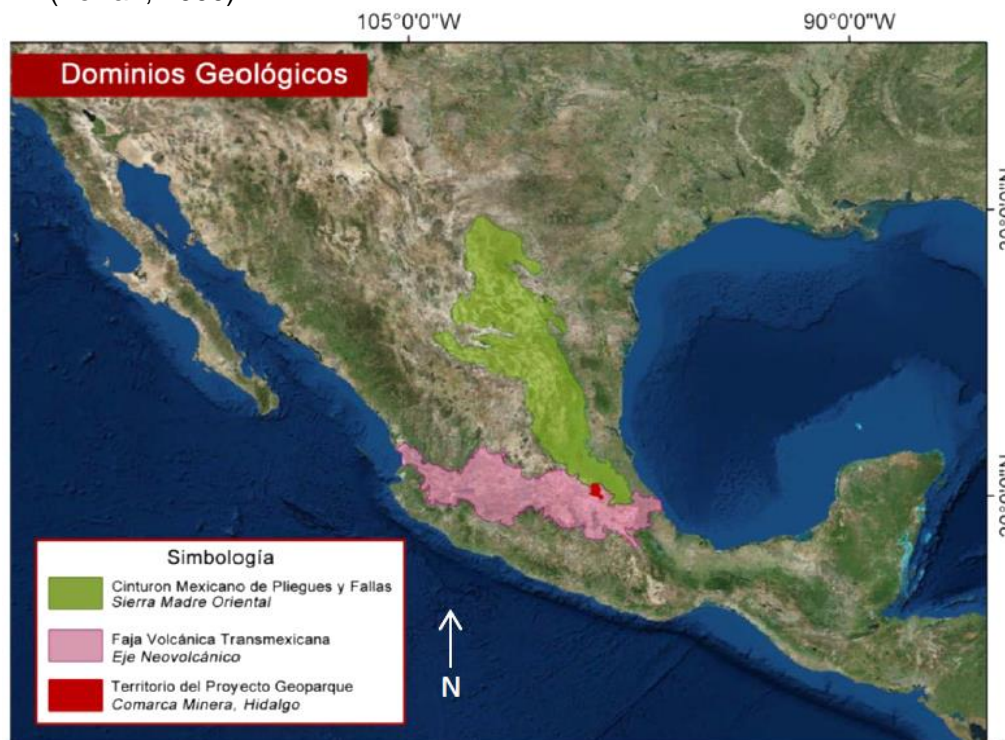 105°0'0"W 90°0'0"W
Dominios Geológicos
Simbología
Cinturon Mexicano de Pliegues y Fallas
Sierra Madre Oriental
Faja Volcánica Transmexicana
Eje Neovolcánico
Territorio del Proyecto Geoparque
Comarca Minera, Hidalgo
N